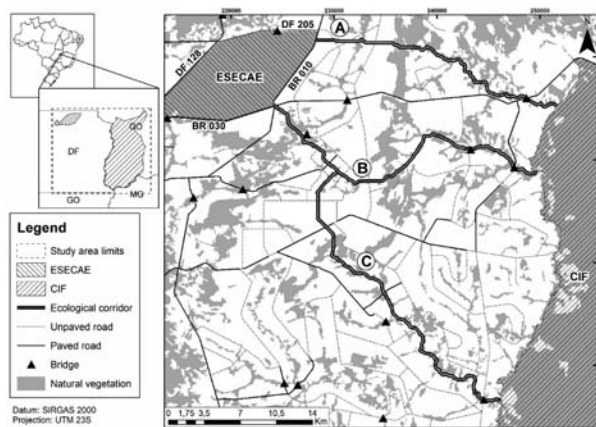 220000 230000 240000 250000
N
DF 205
A
DF 128
ESECAE
BR 010
BR 030
B
C
CIF
GO
DF
GO
MG
Legend
Study area limits
ESECAE
CIF
Ecological corridor
Unpaved road
Paved road
Bridge
Natural vegetation
Datum: SIRGAS 2000
Projection: UTM 23S
0 1,75 3,5 7 10,5 14
Km